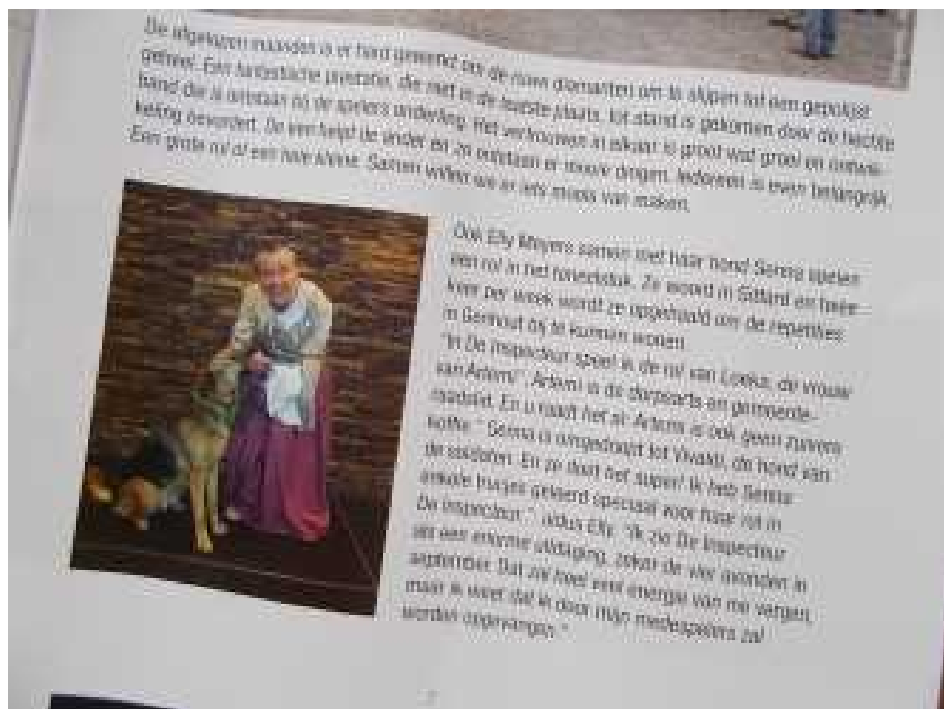 De afgelopen maanden is er hard gewerkt om de ruwe diamanten om te slijpen tot een gepolijst
geheel. Een fantastische prestatie, die niet in de laatste plaats, tot stand is gekomen door de hechte
band die is ontstaan bij de spelers onderling. Het vertrouwen in elkaar is groot wat groei en ontwik-
keling bevordert. De een helpt de ander en zo ontstaan er mooie dingen. Iedereen is even belangrijk.
Een grote rol of een hele kleine. Samen willen we er iets moois van maken.
Ook Elly Meyers samen met haar hond Senna spelen
een rol in het toneelstuk. Ze woont in Sittard en twee
keer per week wordt ze opgehaald om de repetities
in Genhout bij te kunnen wonen.
"In De Inspecteur speel ik de rol van Loeka, de vrouw
van Artemi". Artemi is de dorpsarts en gemeente-
raadslid. En u raadt het al: Artemi is ook geen zuivere
koffie." Senna is omgedoopt tot Vivaldi, de hond van
de soldaten. En ze doet het super! Ik heb Senna
enkele trucjes geleerd speciaal voor haar rol in
De Inspecteur." aldus Elly. "Ik zie De Inspecteur
als een enorme uitdaging, zeker de vier avonden in
september. Dat zal heel veel energie van me vergen,
maar ik weet dat ik door mijn medespelers zal
worden opgevangen."